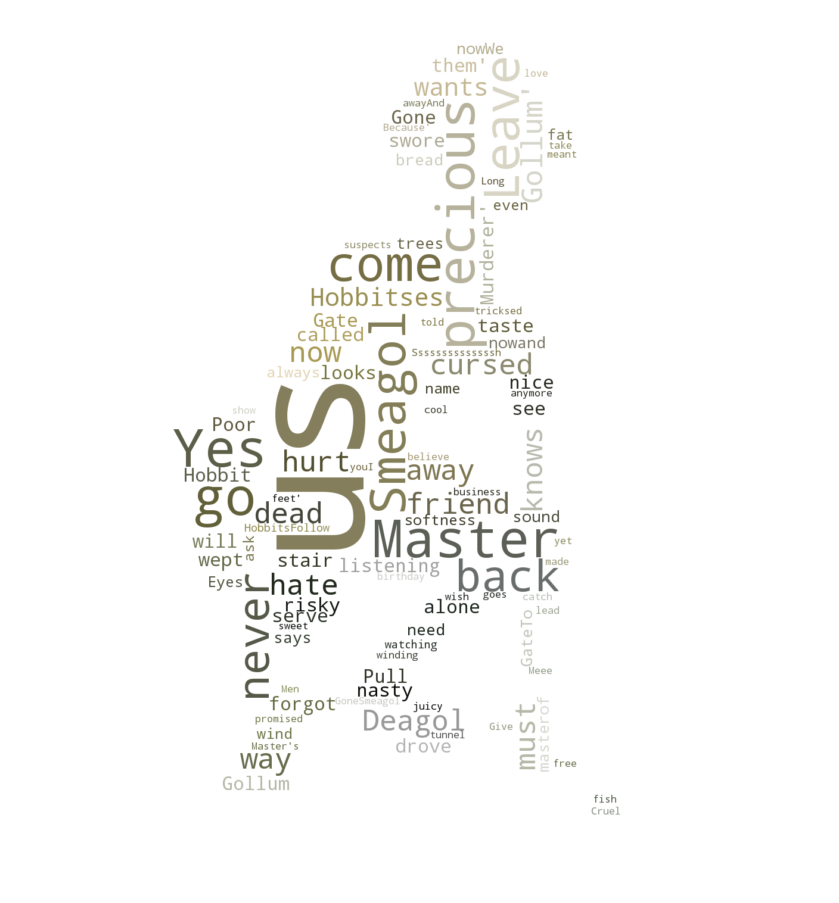 nowWe
them'
love
wants
Leave
awayAnd
precious
Gollum'
Gone
Because'
swore
fat
take
bread
meant
Long
even
Murderer'
suspects
trees
come
Hobbitses
tricksed
Gate
Smeagol
told
taste
called
nowand
now
Sssssssssssssh
cursed
always
looks
nice
name
anymore
us
show
cool
see
Poor
Yes
knows
hurt
believe
youI
away
Hobbit
go
business
feet'
friend
dead
softness
sound
HobbitsFollow
Master
will
ask
yet
wept
stair
listening
made
back
Eyes
birthday
never
hate
wish
goes
catch
risky
alone
lead
serve
GateTo
sweet
need
says
watching
winding
Meee
Pull
Men
nasty
forgot
GoneSmeagol
juicy
must
masterof
promised
Deagol
Give
wind
tunnel
Master's
drove
way
free
Gollum
fish
Cruel